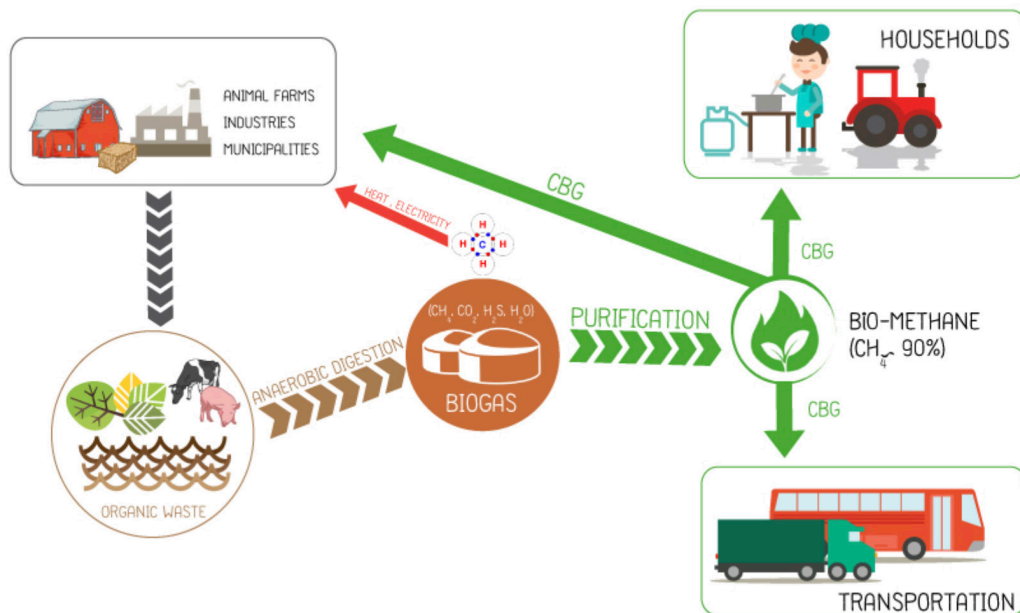 HOUSEHOLDS
ANIMAL FARMS
INDUSTRIES
MUNICIPALITIES
CBG
HEAT , ELECTRICITY
H
H C H
H
CBG
(CH₄, CO₂, H₂S, H₂O)
BIOGAS
PURIFICATION
BIO-METHANE
(CH₄~ 90%)
ANAEROBIC DIGESTION
CBG
ORGANIC WASTE
TRANSPORTATION